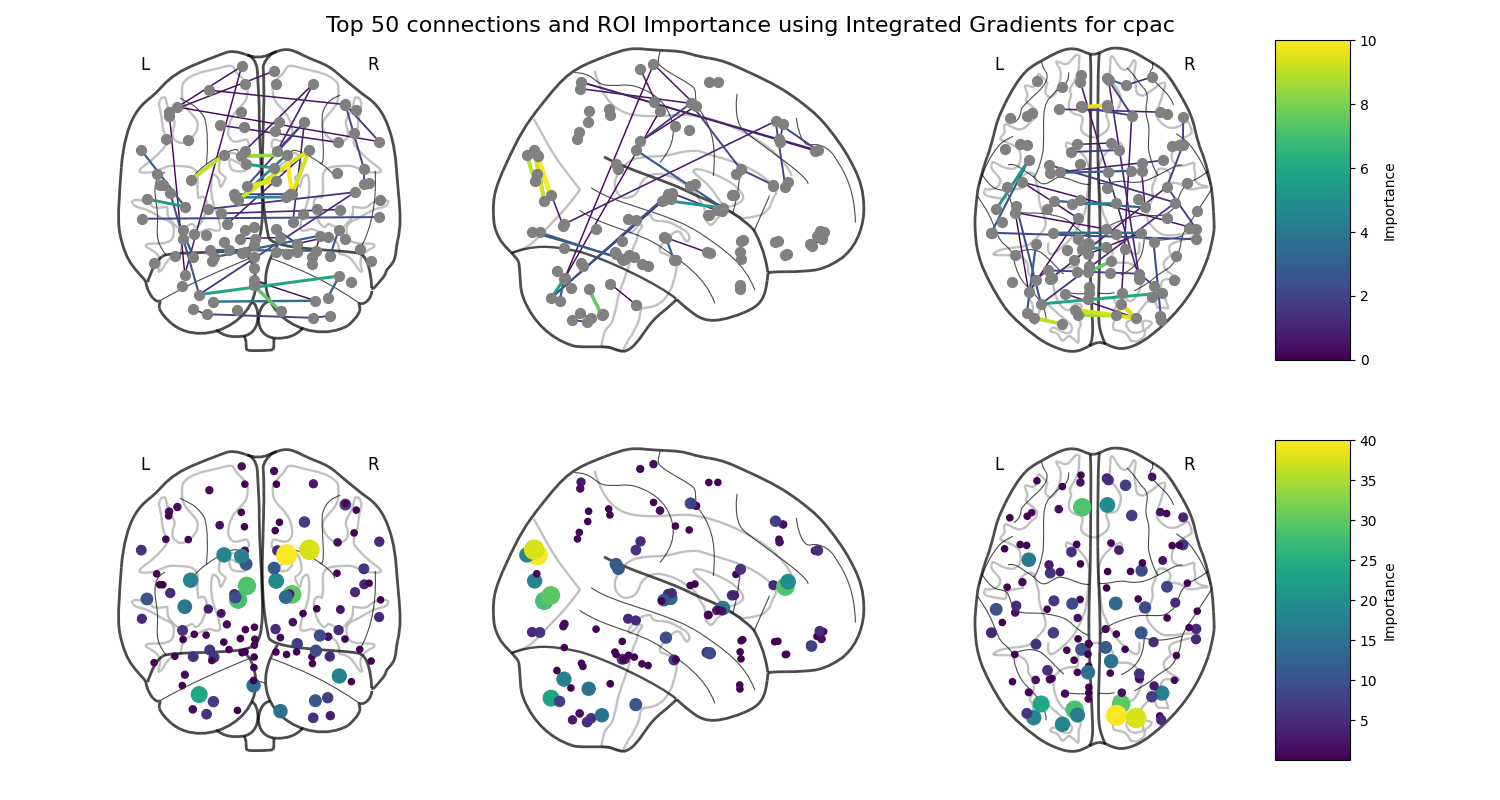 Top 50 connections and ROI Importance using Integrated Gradients for cpac
L R L R
10
8
6
4
2
0
Importance
L R L R
40
35
30
25
20
15
10
5
Importance